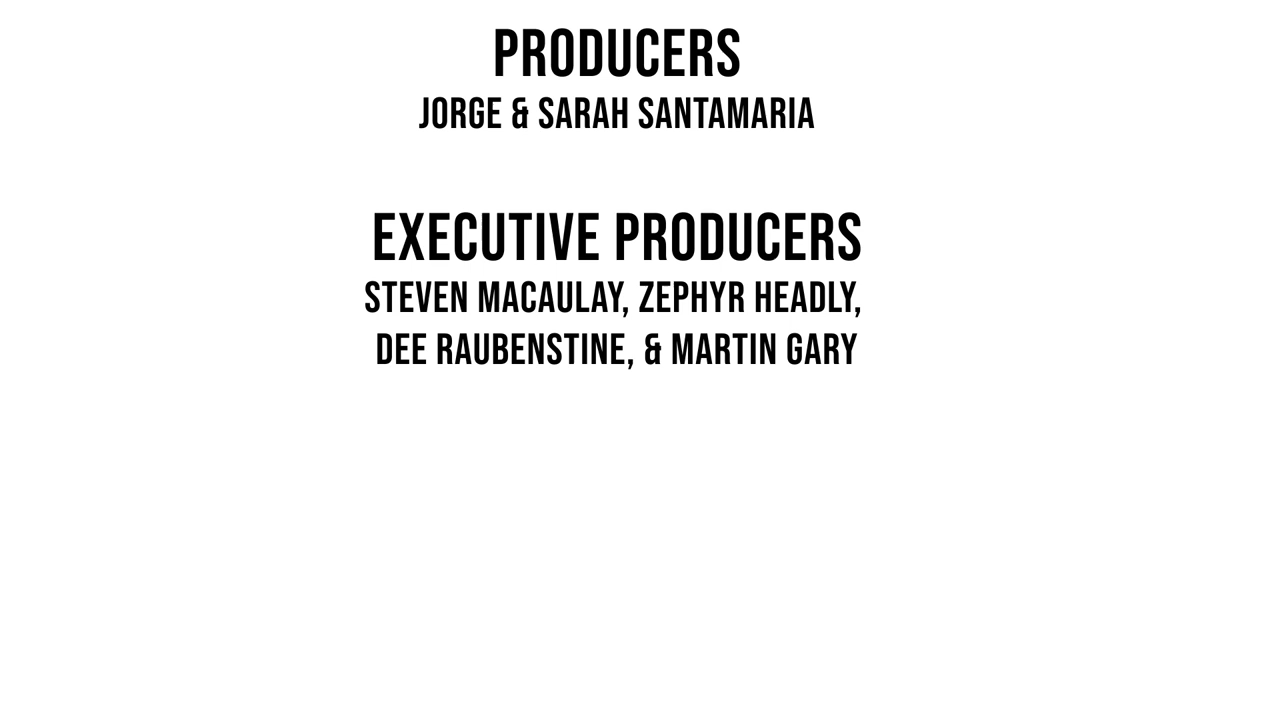 PRODUCERS
JORGE & SARAH SANTAMARIA
EXECUTIVE PRODUCERS
STEVEN MACAULAY, ZEPHYR HEADLY,
DEE RAUBENSTINE, & MARTIN GARY